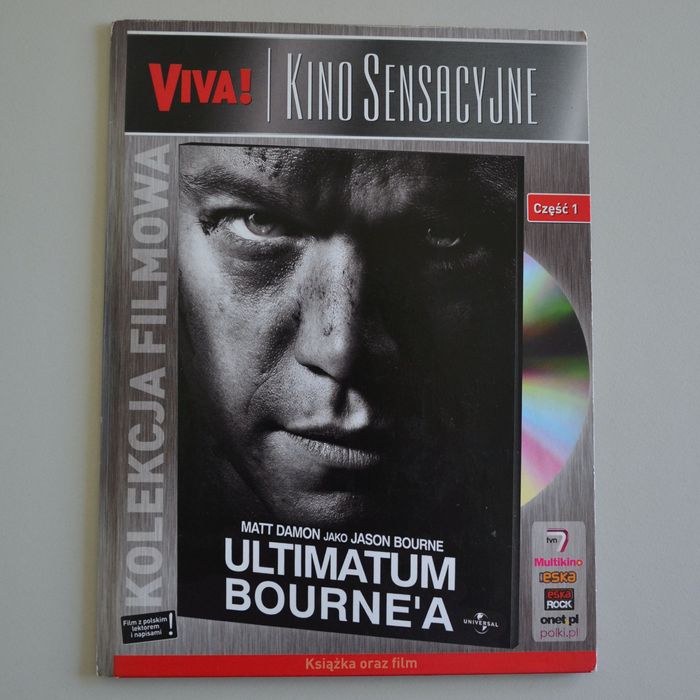 VIVA! | KINO SENSACYJNE
KOLEKCJA FILMOWA
Część 1
MATT DAMON JAKO JASON BOURNE
ULTIMATUM
BOURNE'A
UNIVERSAL
Film z polskim
lektorem
i napisami!
tvn 7
Multikino
ESKA
ESKA
ROCK
onet.pl
polki.pl
Książka oraz film